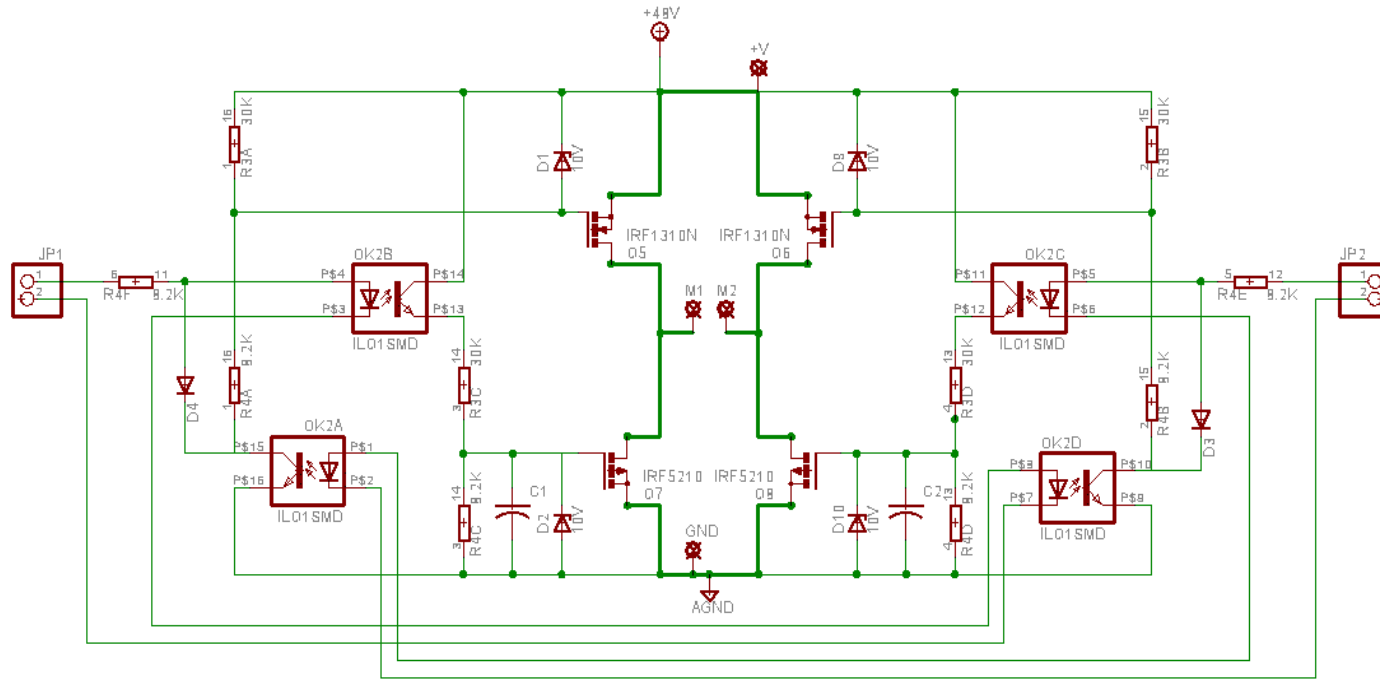 +48V
+V
16
30K
1
R3A
D1
10V
D9
10V
15
30K
2
R3B
IRF1310N
Q5
IRF1310N
Q6
JP1
1
2
6
11
R4F
8.2K
OK2B
P$4
P$14
P$3
P$13
IL01SMD
M1
M2
OK2C
P$11
P$5
P$12
P$6
IL01SMD
5
12
R4E
8.2K
JP2
1
2
D4
16
8.2K
1
R4A
14
30K
3
R3C
13
30K
4
R3D
15
8.2K
2
R4B
D3
OK2A
P$15
P$1
P$16
P$2
IL01SMD
14
8.2K
3
R4C
C1
D2
10V
IRF5210
Q7
IRF5210
Q8
D10
10V
C2
13
8.2K
4
R4D
OK2D
P$10
P$7
IL01SMD
GND
AGND